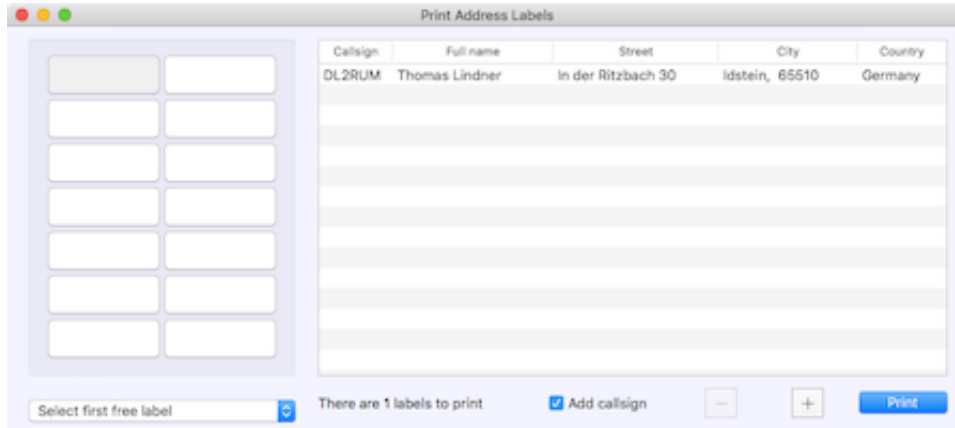 Print Address Labels
Callsign Full name Street City Country
DL2RUM Thomas Lindner In der Ritzbach 30 Idstein, 65510 Germany
Select first free label There are 1 labels to print Add callsign − + Print